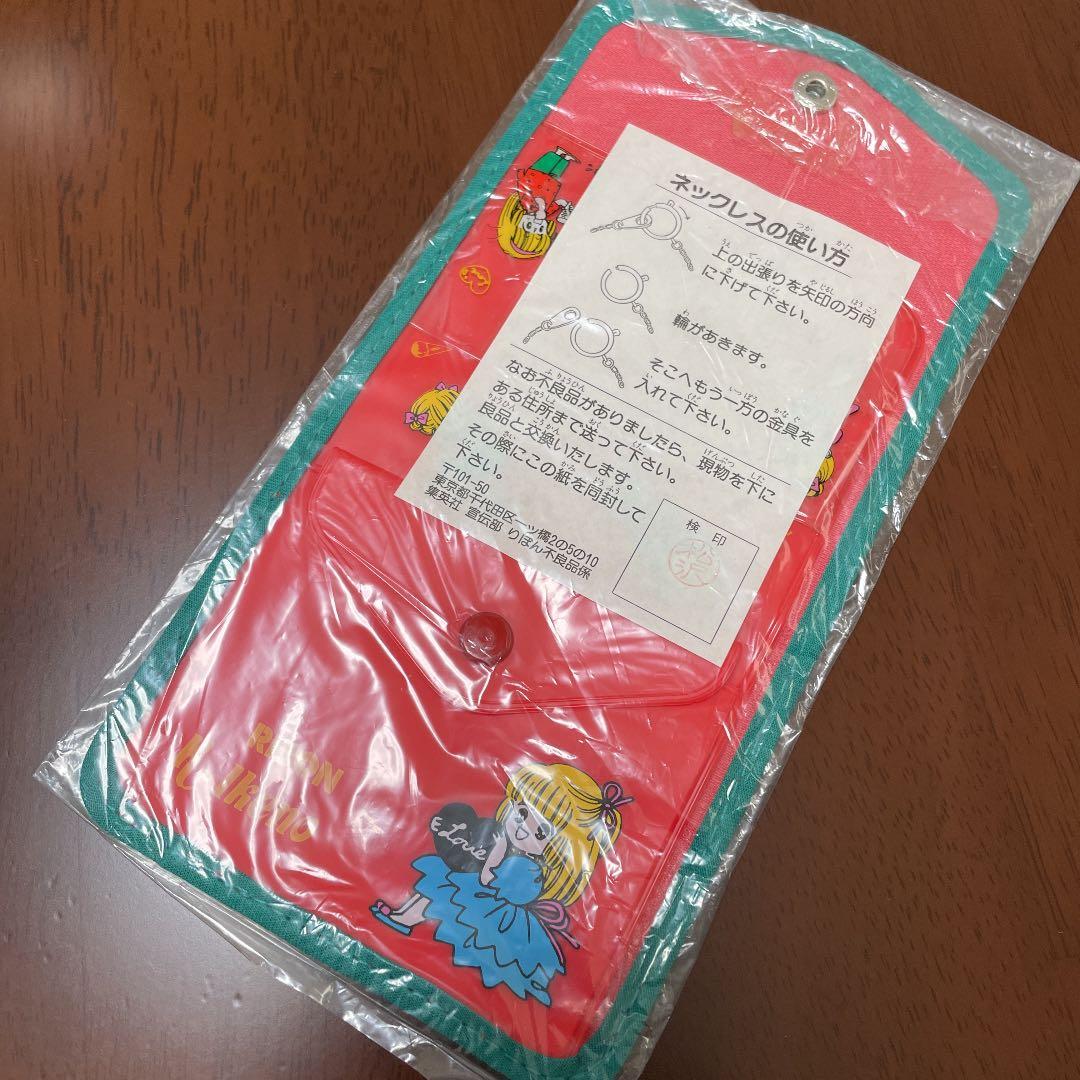 ネックレスの使い方
上の出張りを矢印の方向
に下げて下さい。
輪があきます。
そこへもう一方の金具を
入れて下さい。
なお不良品がありましたら、現物を下に
ある住所まで送って下さい。
良品と交換いたします。
その際にこの紙を同封して
下さい。
〒101-50
東京都千代田区一ツ橋2の5の10
集英社 宣伝部 りぼん不良品係
検印
RIBON
Love